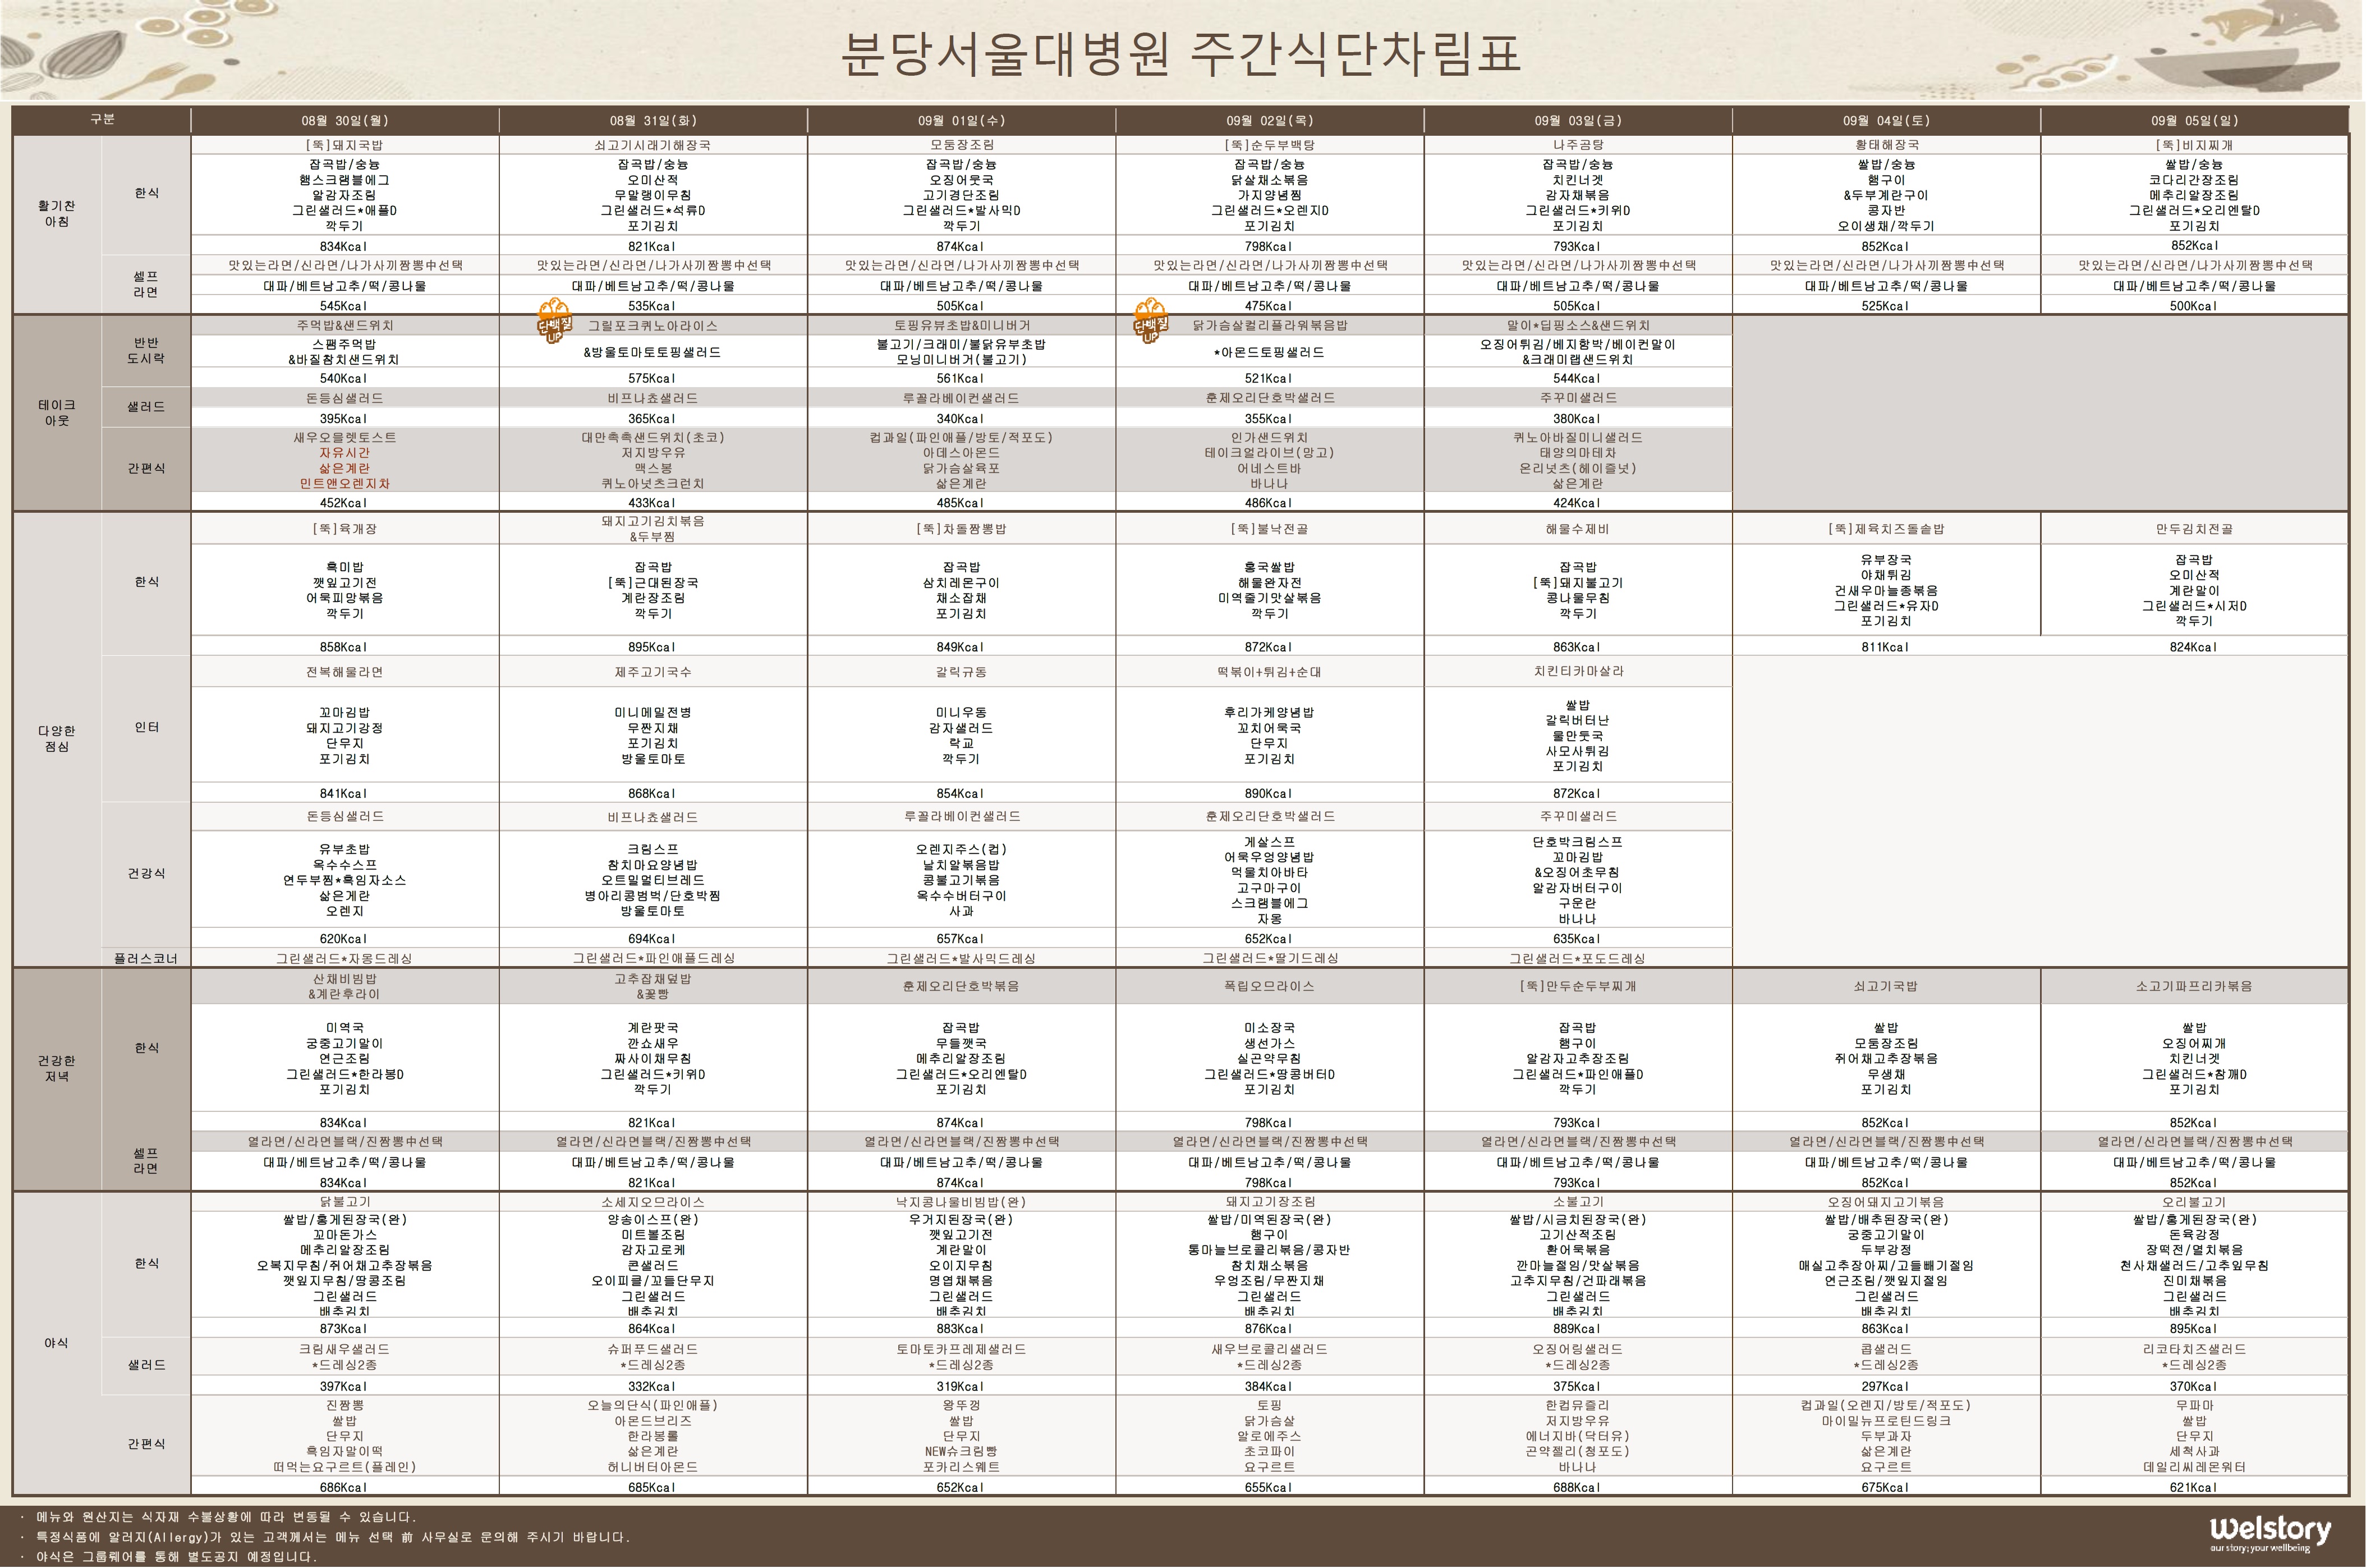 분당서울대병원 주간식단차림표
구분 08월 30일(월) 08월 31일(화) 09월 01일(수) 09월 02일(목) 09월 03일(금) 09월 04일(토) 09월 05일(일)
활기찬
아침
한식
[뚝]돼지국밥 쇠고기시래기해장국 모둠장조림 [뚝]순두부백탕 나주곰탕 황태해장국 [뚝]비지찌개
잡곡밥/숭늉 잡곡밥/숭늉 잡곡밥/숭늉 잡곡밥/숭늉 잡곡밥/숭늉 쌀밥/숭늉 쌀밥/숭늉
햄스크램블에그 오미산적 오징어뭇국 닭살채소볶음 치킨너겟 햄구이 코다리간장조림
알감자조림 무말랭이무침 고기경단조림 가지양념찜 감자채볶음 &두부계란구이 메추리알장조림
그린샐러드*애플D 그린샐러드*석류D 그린샐러드*발사믹D 그린샐러드*오렌지D 그린샐러드*키위D 콩자반 그린샐러드*오리엔탈D
깍두기 포기김치 깍두기 포기김치 포기김치 오이생채/깍두기 포기김치
834Kcal 821Kcal 874Kcal 798Kcal 793Kcal 852Kcal 852Kcal
셀프
라면
맛있는라면/신라면/나가사끼짬뽕中선택 맛있는라면/신라면/나가사끼짬뽕中선택 맛있는라면/신라면/나가사끼짬뽕中선택 맛있는라면/신라면/나가사끼짬뽕中선택 맛있는라면/신라면/나가사끼짬뽕中선택 맛있는라면/신라면/나가사끼짬뽕中선택 맛있는라면/신라면/나가사끼짬뽕中선택
대파/베트남고추/떡/콩나물 대파/베트남고추/떡/콩나물 대파/베트남고추/떡/콩나물 대파/베트남고추/떡/콩나물 대파/베트남고추/떡/콩나물 대파/베트남고추/떡/콩나물 대파/베트남고추/떡/콩나물
545Kcal 535Kcal 505Kcal 475Kcal 505Kcal 525Kcal 500Kcal
테이크
아웃
반반
도시락
주먹밥&샌드위치 단백질 UP 그릴포크퀴노아라이스 토핑유뷰초밥&미니버거 단백질 UP 닭가슴살컬리플라워볶음밥 말이*딥핑소스&샌드위치
스팸주먹밥 &방울토마토토핑샐러드 불고기/크래미/불닭유부초밥 *아몬드토핑샐러드 오징어튀김/베지함박/베이컨말이
&바질참치샌드위치 모닝미니버거(불고기) &크래미랩샌드위치
540Kcal 575Kcal 561Kcal 521Kcal 544Kcal
샐러드
돈등심샐러드 비프나쵸샐러드 루꼴라베이컨샐러드 훈제오리단호박샐러드 주꾸미샐러드
395Kcal 365Kcal 340Kcal 355Kcal 380Kcal
간편식
새우오믈렛토스트 대만촉촉샌드위치(초코) 컵과일(파인애플/방토/적포도) 인가샌드위치 퀴노아바질미니샐러드
자유시간 저지방우유 아데스아몬드 테이크얼라이브(망고) 태양의마테차
삶은계란 맥스봉 닭가슴살육포 어네스트바 온리넛츠(헤이즐넛)
민트앤오렌지차 퀴노아넛츠크런치 삶은계란 바나나 삶은계란
452Kcal 433Kcal 485Kcal 486Kcal 424Kcal
다양한
점심
한식
[뚝]육개장 돼지고기김치볶음 [뚝]차돌짬뽕밥 [뚝]불낙전골 해물수제비 [뚝]제육치즈돌솥밥 만두김치전골
&두부찜
흑미밥 잡곡밥 잡곡밥 홍국쌀밥 잡곡밥 유부장국 잡곡밥
깻잎고기전 [뚝]근대된장국 삼치레몬구이 해물완자전 [뚝]돼지불고기 야채튀김 오미산적
어묵피망볶음 계란장조림 채소잡채 미역줄기맛살볶음 콩나물무침 건새우마늘종볶음 계란말이
깍두기 깍두기 포기김치 깍두기 깍두기 그린샐러드*유자D 그린샐러드*시저D
포기김치 깍두기
858Kcal 895Kcal 849Kcal 872Kcal 863Kcal 811Kcal 824Kcal
인터
전복해물라면 제주고기국수 갈릭규동 떡볶이+튀김+순대 치킨티카마살라
꼬마김밥 미니메밀전병 미니우동 후리가케양념밥 쌀밥
돼지고기강정 무짠지채 감자샐러드 꼬치어묵국 갈릭버터난
단무지 포기김치 락교 단무지 물만둣국
포기김치 방울토마토 깍두기 포기김치 사모사튀김
포기김치
841Kcal 868Kcal 854Kcal 890Kcal 872Kcal
건강식
돈등심샐러드 비프나쵸샐러드 루꼴라베이컨샐러드 훈제오리단호박샐러드 주꾸미샐러드
유부초밥 크림스프 오렌지주스(컵) 게살스프 단호박크림스프
옥수수스프 참치마요양념밥 날치알볶음밥 어묵우엉양념밥 꼬마김밥
연두부찜*흑임자소스 오트밀멀티브레드 콩불고기볶음 먹물치아바타 &오징어초무침
삶은계란 병아리콩범벅/단호박찜 옥수수버터구이 고구마구이 알감자버터구이
오렌지 방울토마토 사과 스크램블에그 구운란
자몽 바나나
620Kcal 694Kcal 657Kcal 652Kcal 635Kcal
플러스코너 그린샐러드*자몽드레싱 그린샐러드*파인애플드레싱 그린샐러드*발사믹드레싱 그린샐러드*딸기드레싱 그린샐러드*포도드레싱
건강한
저녁
한식
산채비빔밥 고추잡채덮밥 훈제오리단호박볶음 폭립오므라이스 [뚝]만두순두부찌개 쇠고기국밥 소고기파프리카볶음
&계란후라이 &꽃빵
미역국 계란팟국 잡곡밥 미소장국 잡곡밥 쌀밥 쌀밥
궁중고기말이 깐쇼새우 무들깻국 생선가스 햄구이 모둠장조림 오징어찌개
연근조림 짜사이채무침 메추리알장조림 실곤약무침 알감자고추장조림 쥐어채고추장볶음 치킨너겟
그린샐러드*한라봉D 그린샐러드*키위D 그린샐러드*오리엔탈D 그린샐러드*땅콩버터D 그린샐러드*파인애플D 무생채 그린샐러드*참깨D
포기김치 깍두기 포기김치 포기김치 깍두기 포기김치 포기김치
834Kcal 821Kcal 874Kcal 798Kcal 793Kcal 852Kcal 852Kcal
셀프
라면
열라면/신라면블랙/진짬뽕中선택 열라면/신라면블랙/진짬뽕中선택 열라면/신라면블랙/진짬뽕中선택 열라면/신라면블랙/진짬뽕中선택 열라면/신라면블랙/진짬뽕中선택 열라면/신라면블랙/진짬뽕中선택 열라면/신라면블랙/진짬뽕中선택
대파/베트남고추/떡/콩나물 대파/베트남고추/떡/콩나물 대파/베트남고추/떡/콩나물 대파/베트남고추/떡/콩나물 대파/베트남고추/떡/콩나물 대파/베트남고추/떡/콩나물 대파/베트남고추/떡/콩나물
834Kcal 821Kcal 874Kcal 798Kcal 793Kcal 852Kcal 852Kcal
야식
한식
닭불고기 소세지오므라이스 낙지콩나물비빔밥(완) 돼지고기장조림 소불고기 오징어돼지고기볶음 오리불고기
쌀밥/홍게된장국(완) 양송이스프(완) 우거지된장국(완) 쌀밥/미역된장국(완) 쌀밥/시금치된장국(완) 쌀밥/배추된장국(완) 쌀밥/홍게된장국(완)
꼬마돈가스 미트볼조림 깻잎고기전 햄구이 고기산적조림 궁중고기말이 돈육강정
메추리알장조림 감자고로케 계란말이 통마늘브로콜리볶음/콩자반 환어묵볶음 두부강정 장떡전/멸치볶음
오복지무침/쥐어채고추장볶음 콘샐러드 오이지무침 참치채소볶음 깐마늘절임/맛살볶음 매실고추장아찌/고들빼기절임 천사채샐러드/고추잎무침
깻잎지무침/땅콩조림 오이피클/꼬들단무지 명엽채볶음 우엉조림/무짠지채 고추지무침/건파래볶음 연근조림/깻잎지절임 진미채볶음
그린샐러드 그린샐러드 그린샐러드 그린샐러드 그린샐러드 그린샐러드 그린샐러드
배추김치 배추김치 배추김치 배추김치 배추김치 배추김치 배추김치
873Kcal 864Kcal 883Kcal 876Kcal 889Kcal 863Kcal 895Kcal
샐러드
크림새우샐러드 슈퍼푸드샐러드 토마토카프레제샐러드 새우브로콜리샐러드 오징어링샐러드 콥샐러드 리코타치즈샐러드
*드레싱2종 *드레싱2종 *드레싱2종 *드레싱2종 *드레싱2종 *드레싱2종 *드레싱2종
397Kcal 332Kcal 319Kcal 384Kcal 375Kcal 297Kcal 370Kcal
간편식
진짬뽕 오늘의단식(파인애플) 왕뚜껑 토핑 한컵뮤즐리 컵과일(오렌지/방토/적포도) 무파마
쌀밥 아몬드브리즈 쌀밥 닭가슴살 저지방우유 마이밀뉴프로틴드링크 쌀밥
단무지 한라봉롤 단무지 알로에주스 에너지바(닥터유) 두부과자 단무지
흑임자말이떡 삶은계란 NEW슈크림빵 초코파이 곤약젤리(청포도) 삶은계란 세척사과
떠먹는요구르트(플레인) 허니버터아몬드 포카리스웨트 요구르트 바나나 요구르트 데일리씨레몬워터
686Kcal 685Kcal 652Kcal 655Kcal 688Kcal 675Kcal 621Kcal
· 메뉴와 원산지는 식자재 수불상황에 따라 변동될 수 있습니다.
· 특정식품에 알러지(Allergy)가 있는 고객께서는 메뉴 선택 前 사무실로 문의해 주시기 바랍니다.
· 야식은 그룹웨어를 통해 별도공지 예정입니다.
welstory
our story; your wellbeing